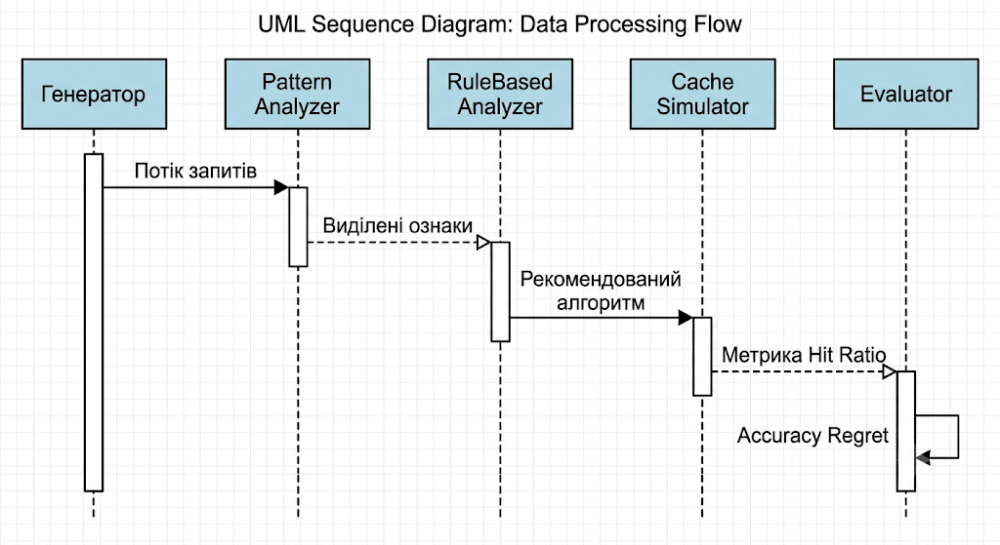 UML Sequence Diagram: Data Processing Flow
Генератор
Pattern
Analyzer
RuleBased
Analyzer
Cache
Simulator
Evaluator
Потік запитів
Виділені ознаки
Рекомендований
алгоритм
Метрика Hit Ratio
Accuracy Regret